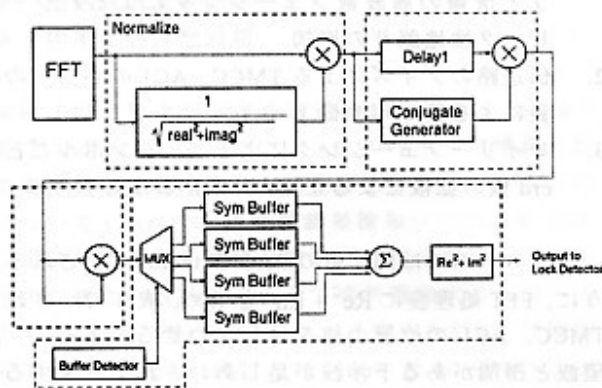 Normalize
FFT
1
√real²+imag²
Delay1
Conjugate
Generator
MUX
Sym Buffer
Sym Buffer
Sym Buffer
Sym Buffer
Σ
Re² + Im²
Output to
Lock Detector
Buffer Detector